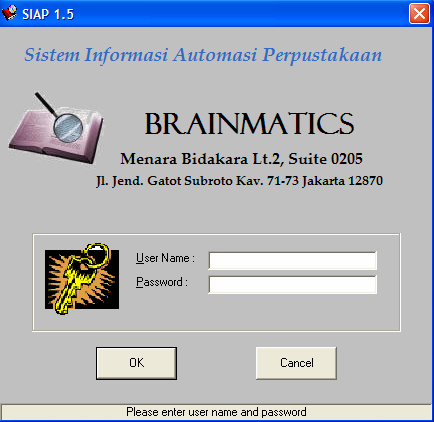 SIAP 1.5
Sistem Informasi Automasi Perpustakaan
BRAINMATICS
Menara Bidakara Lt.2, Suite 0205
Jl. Jend. Gatot Subroto Kav. 71-73 Jakarta 12870
User Name :
Password :
OK Cancel
Please enter user name and password